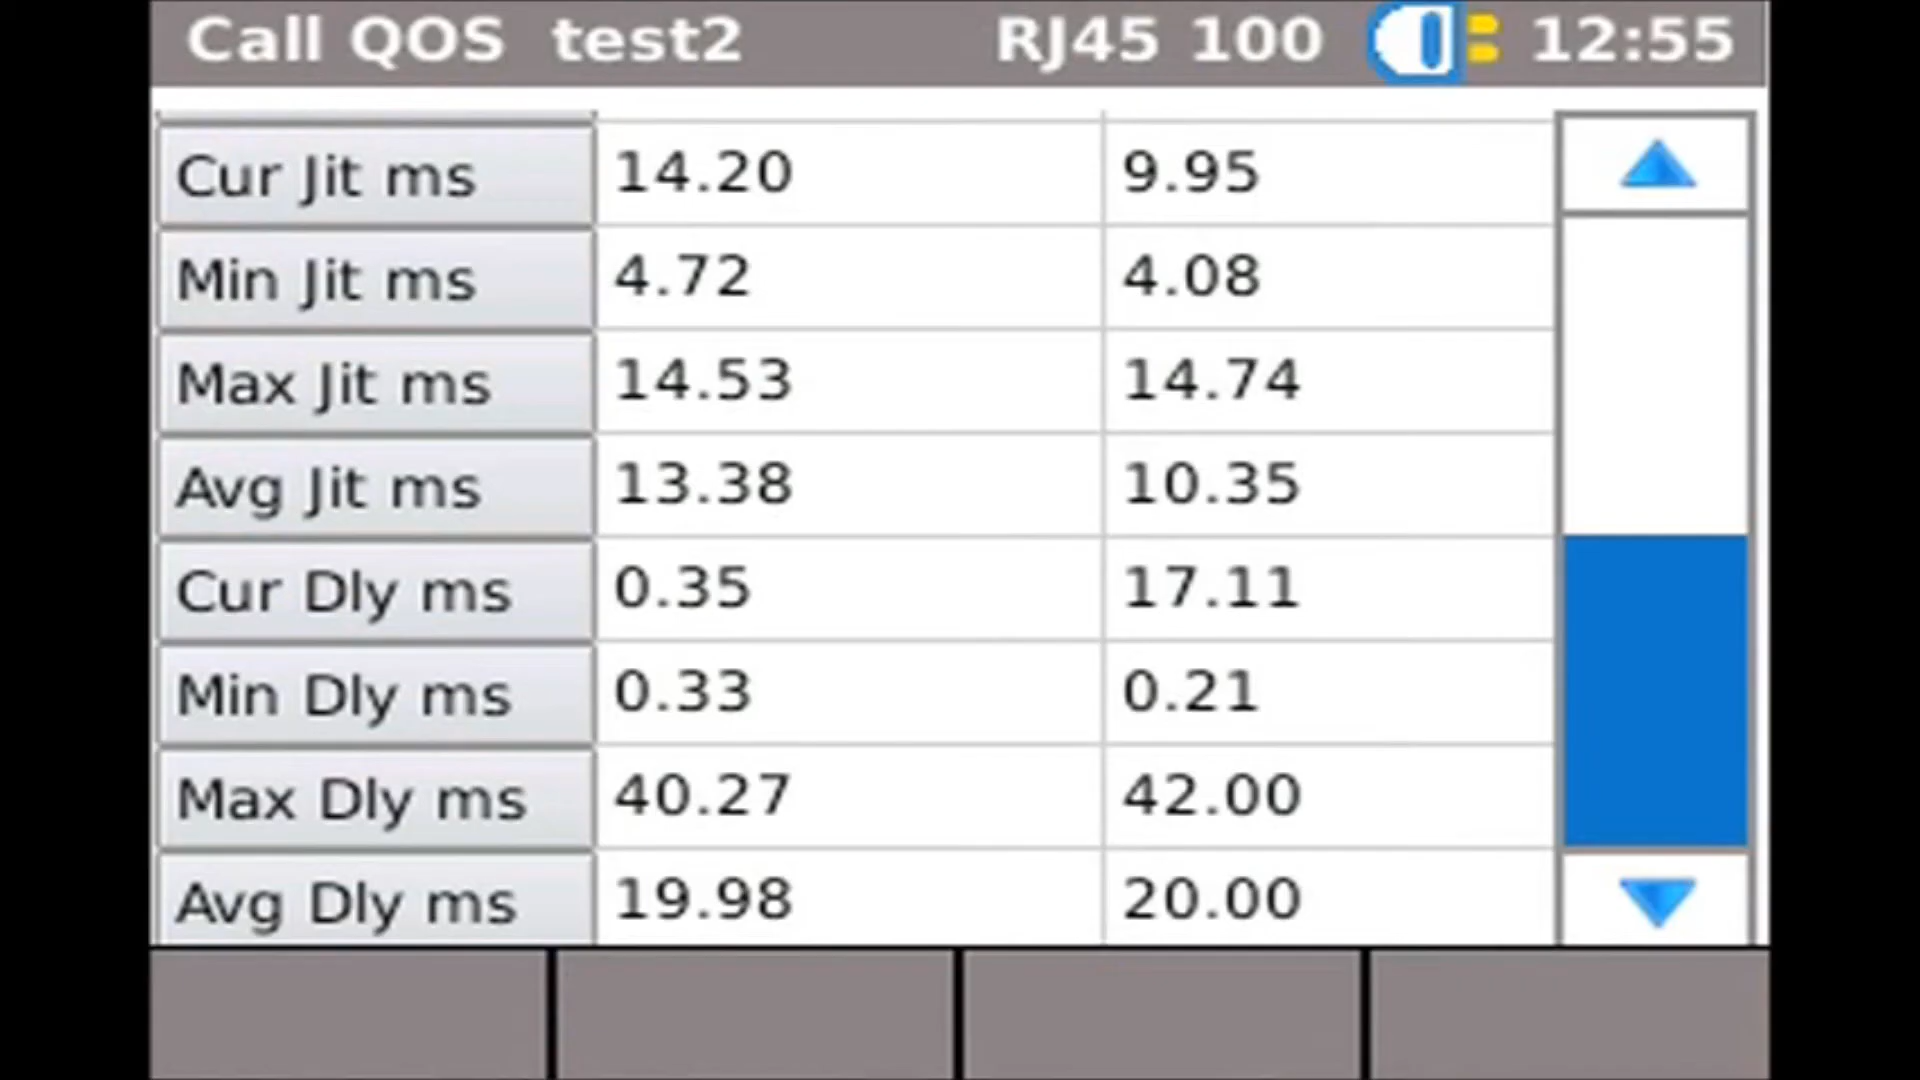 Call QOS test2 RJ45 100 12:55
Cur Jit ms 14.20 9.95
Min Jit ms 4.72 4.08
Max Jit ms 14.53 14.74
Avg Jit ms 13.38 10.35
Cur Dly ms 0.35 17.11
Min Dly ms 0.33 0.21
Max Dly ms 40.27 42.00
Avg Dly ms 19.98 20.00